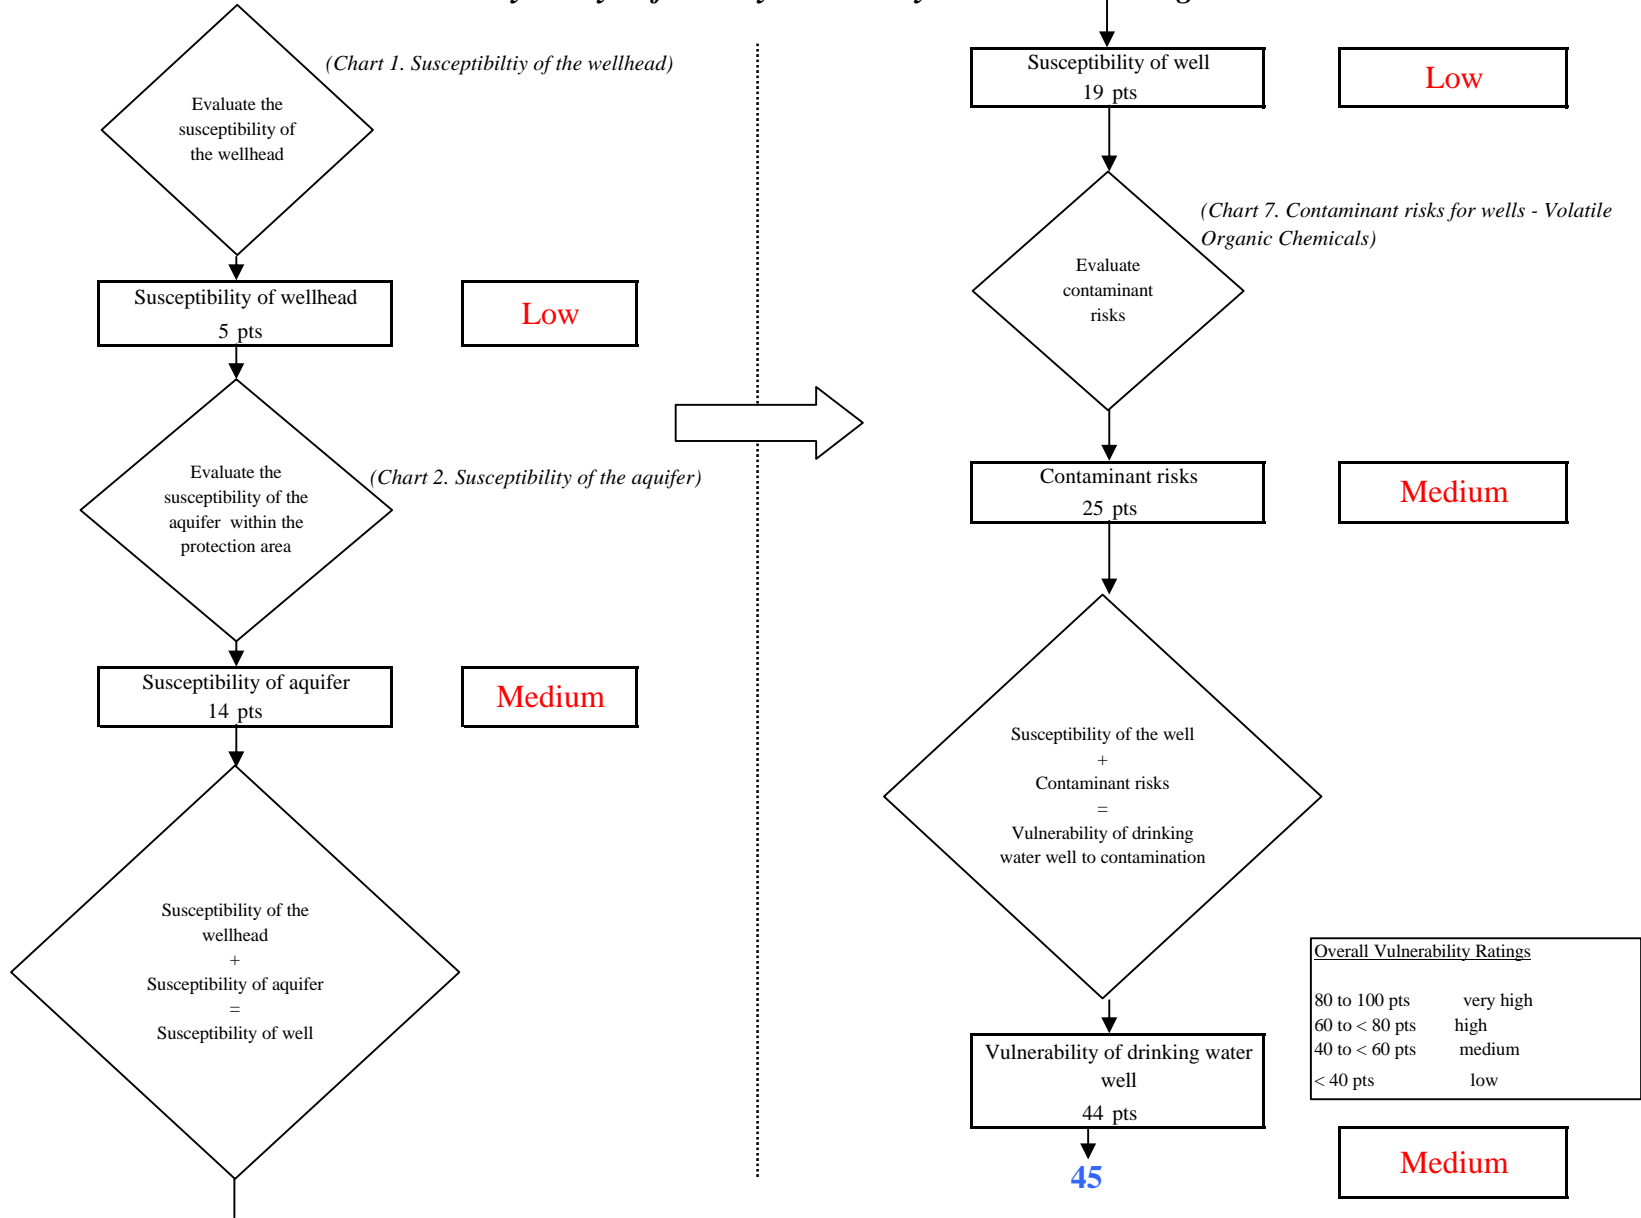 (Chart 1. Susceptibiltiy of the wellhead)
Evaluate the
susceptibility of
the wellhead
Susceptibility of wellhead
5 pts
Low
(Chart 2. Susceptibility of the aquifer)
Evaluate the
susceptibility of the
aquifer within the
protection area
Susceptibility of aquifer
14 pts
Medium
Susceptibility of the
wellhead
+
Susceptibility of aquifer
=
Susceptibility of well
Susceptibility of well
19 pts
Low
(Chart 7. Contaminant risks for wells - Volatile
Organic Chemicals)
Evaluate
contaminant
risks
Contaminant risks
25 pts
Medium
Susceptibility of the well
+
Contaminant risks
=
Vulnerability of drinking
water well to contamination
Overall Vulnerability Ratings
80 to 100 pts very high
60 to < 80 pts high
40 to < 60 pts medium
< 40 pts low
Vulnerability of drinking water
well
44 pts
45
Medium